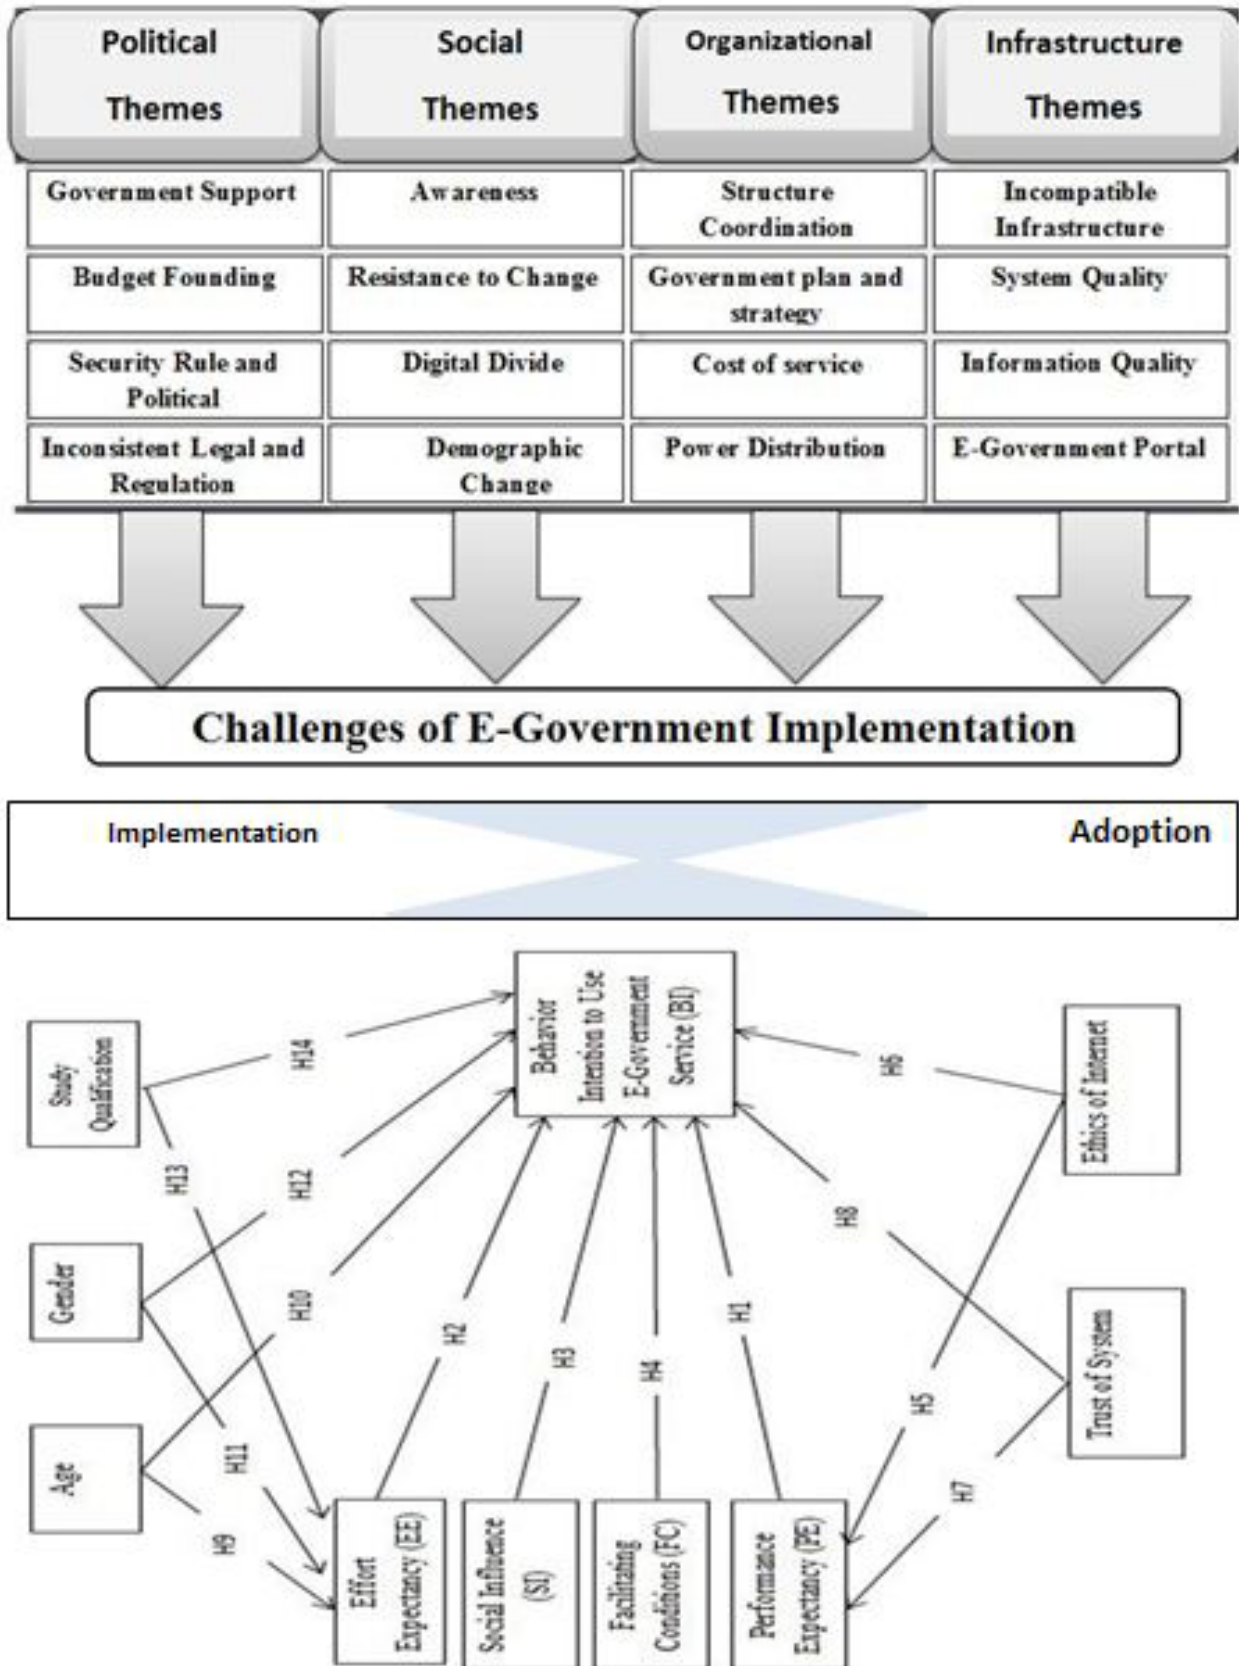 Political
Themes
Social
Themes
Organizational
Themes
Infrastructure
Themes
Government Support
Awareness
Structure
Coordination
Incompatible
Infrastructure
Budget Founding
Resistance to Change
Government plan and
strategy
System Quality
Security Rule and
Political
Digital Divide
Cost of service
Information Quality
Inconsistent Legal and
Regulation
Demographic
Change
Power Distribution
E-Government Portal
Challenges of E-Government Implementation
Implementation
Adoption
Study
Qualification
Gender
Age
Behavior
Intention to Use
E-Government
Service (BI)
Ethics of Internet
Trust of System
Effort
Expectancy (EE)
Social Influence
(SI)
Facilitating
Conditions (FC)
Performance
Expectancy (PE)
H14
H13
H12
H10
H11
H9
H2
H3
H4
H1
H6
H8
H5
H7